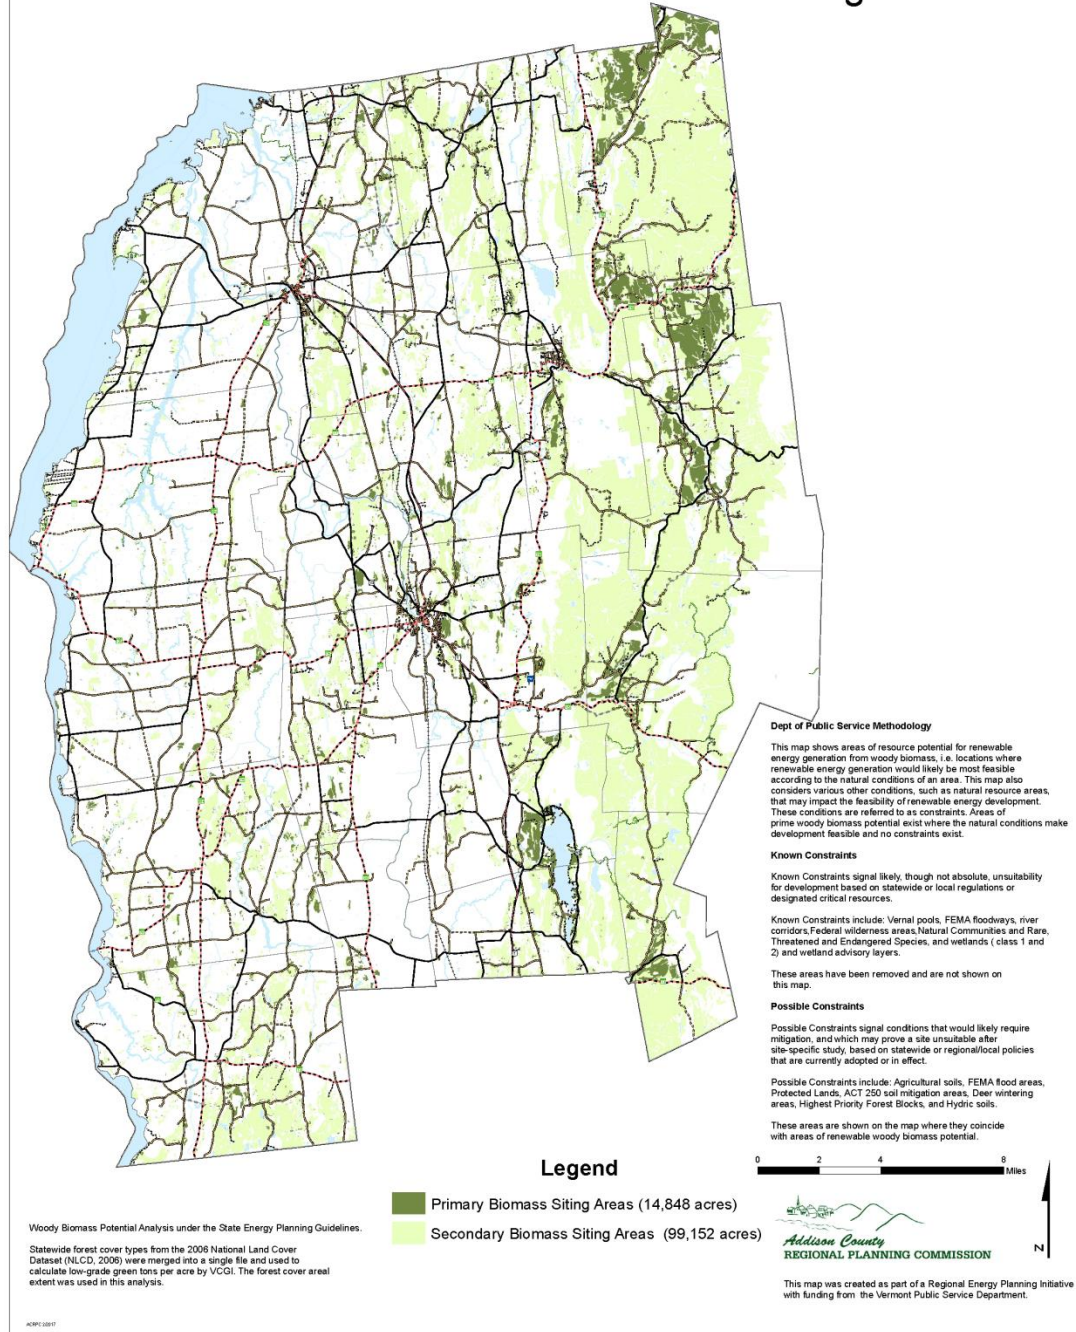 Dept of Public Service Methodology
This map shows areas of resource potential for renewable
energy generation from woody biomass, i.e. locations where
renewable energy generation would likely be most feasible
according to the natural conditions of an area. This map also
considers various other conditions, such as natural resource areas,
that may impact the feasibility of renewable energy development.
These conditions are referred to as constraints. Areas of
prime woody biomass potential exist where the natural conditions make
development feasible and no constraints exist.
Known Constraints
Known Constraints signal likely, though not absolute, unsuitability
for development based on statewide or local regulations or
designated critical resources.
Known Constraints include: Vernal pools, FEMA floodways, river
corridors,Federal wilderness areas,Natural Communities and Rare,
Threatened and Endangered Species, and wetlands ( class 1 and
2) and wetland advisory layers.
These areas have been removed and are not shown on
this map.
Possible Constraints
Possible Constraints signal conditions that would likely require
mitigation, and which may prove a site unsuitable after
site-specific study, based on statewide or regional/local policies
that are currently adopted or in effect.
Possible Constraints include: Agricultural soils, FEMA flood areas,
Protected Lands, ACT 250 soil mitigation areas, Deer wintering
areas, Highest Priority Forest Blocks, and Hydric soils.
These areas are shown on the map where they coincide
with areas of renewable woody biomass potential.
0 2 4 8
Miles
Legend
Primary Biomass Siting Areas (14,848 acres)
Secondary Biomass Siting Areas (99,152 acres)
Woody Biomass Potential Analysis under the State Energy Planning Guidelines.
Statewide forest cover types from the 2006 National Land Cover
Dataset (NLCD, 2006) were merged into a single file and used to
calculate low-grade green tons per acre by VCGI. The forest cover areal
extent was used in this analysis.
Addison County
REGIONAL PLANNING COMMISSION
N
This map was created as part of a Regional Energy Planning Initiative
with funding from the Vermont Public Service Department.